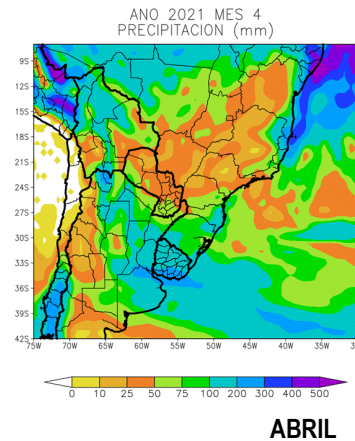 ANO 2021 MES 4
PRECIPITACION (mm)
9S
12S
15S
18S
21S
24S
27S
30S
33S
36S
39S
42S
75W 70W 65W 60W 55W 50W 45W 40W 35W
0 10 25 50 75 100 200 300 400 500
ABRIL